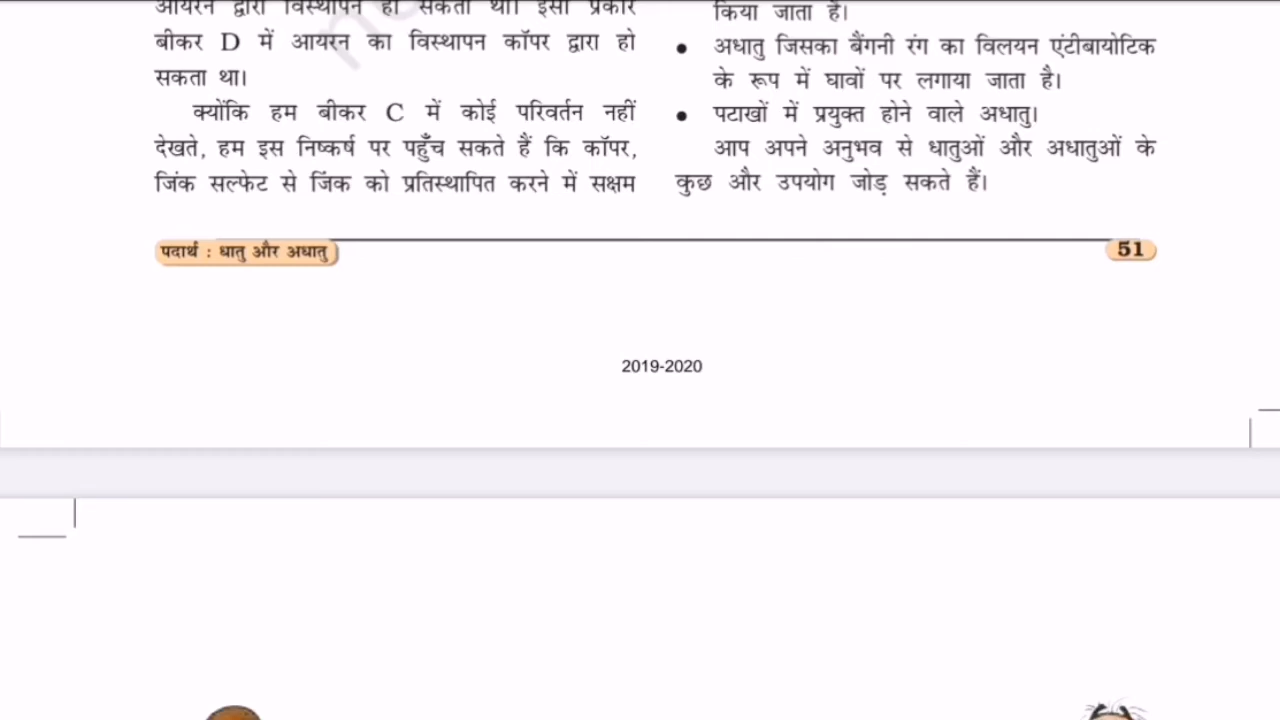 आयरन द्वारा विस्थापन हो सकता था। इसी प्रकार
बीकर D में आयरन का विस्थापन कॉपर द्वारा हो
सकता था।
क्योंकि हम बीकर C में कोई परिवर्तन नहीं
देखते, हम इस निष्कर्ष पर पहुँच सकते हैं कि कॉपर,
जिंक सल्फेट से जिंक को प्रतिस्थापित करने में सक्षम
किया जाता है।
• अधातु जिसका बैंगनी रंग का विलयन एंटीबायोटिक
के रूप में घावों पर लगाया जाता है।
• पटाखों में प्रयुक्त होने वाले अधातु।
आप अपने अनुभव से धातुओं और अधातुओं के
कुछ और उपयोग जोड़ सकते हैं।
पदार्थ : धातु और अधातु
51
2019-2020